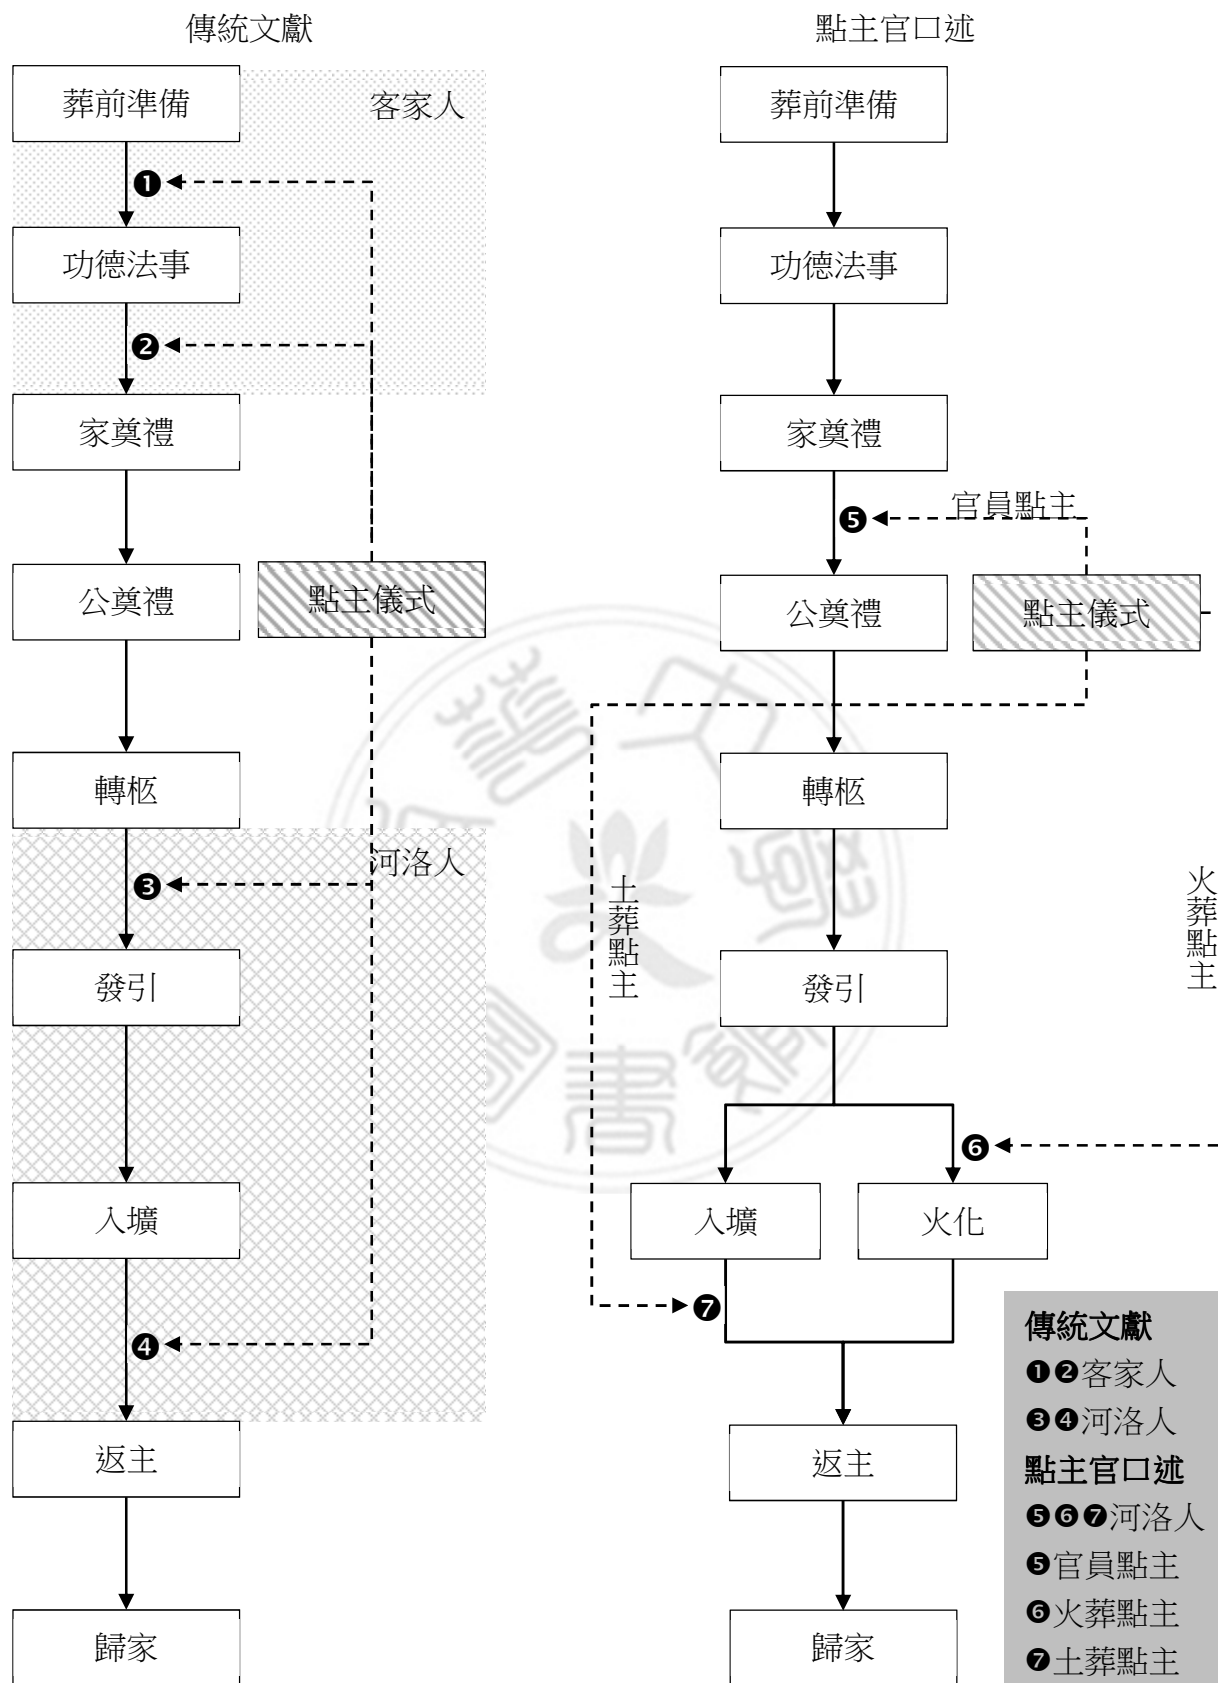 傳統文獻
葬前準備
客家人
❶
功德法事
❷
家奠禮
公奠禮
點主儀式
轉柩
河洛人
❸
發引
入壙
❹
返主
歸家
點主官口述
葬前準備
功德法事
家奠禮
官員點主
❺
公奠禮
點主儀式
轉柩
土葬點主
火葬點主
發引
❻
入壙
火化
❼
返主
歸家
傳統文獻
❶❷客家人
❸❹河洛人
點主官口述
❺❻❼河洛人
❺官員點主
❻火葬點主
❼土葬點主